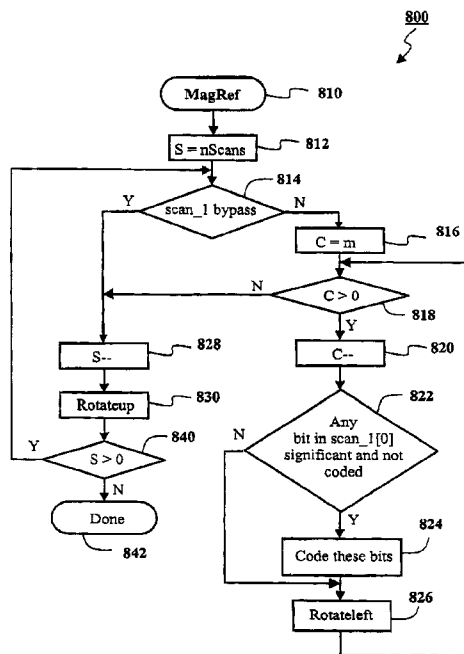 800
MagRef
810
S = nScans
812
814
Y
scan_1 bypass
N
C = m
816
N
C > 0
818
Y
S--
828
C--
820
Rotateup
830
822
Any
bit in scan_1[0]
significant and not
coded
N
Y
S > 0
840
Y
N
Done
842
Code these bits
824
Rotateleft
826